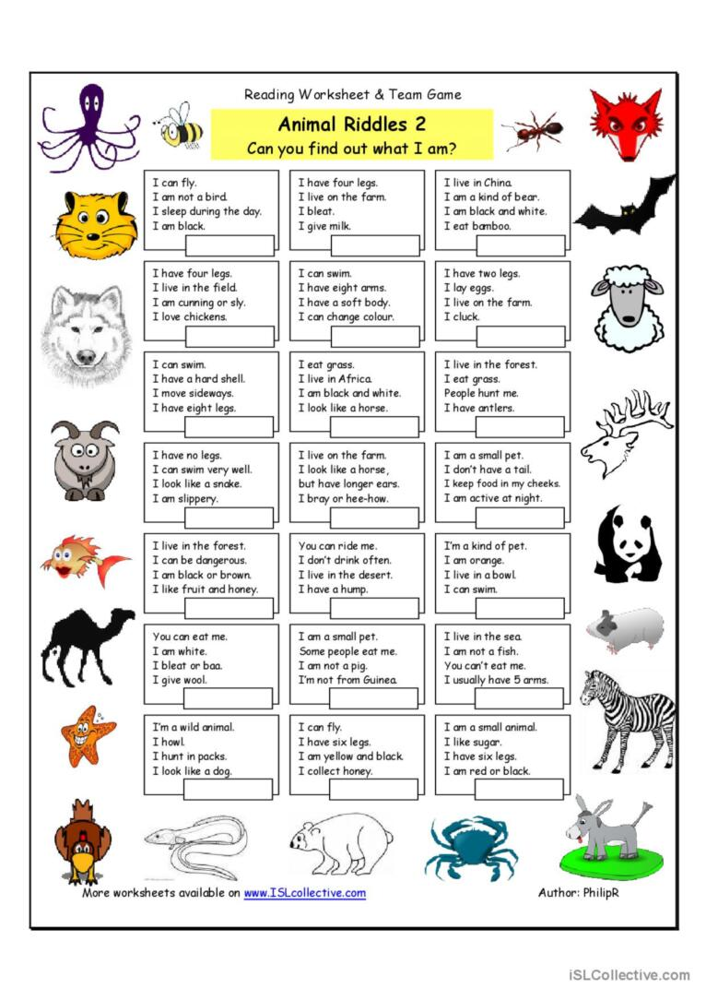 Reading Worksheet & Team Game
Animal Riddles 2
Can you find out what I am?
I can fly.
I am not a bird.
I sleep during the day.
I am black.
I have four legs.
I live on the farm.
I bleat.
I give milk.
I live in China.
I am a kind of bear.
I am black and white.
I eat bamboo.
I have four legs.
I live in the field.
I am cunning or sly.
I love chickens.
I can swim.
I have eight arms.
I have a soft body.
I can change colour.
I have two legs.
I lay eggs.
I live on the farm.
I cluck.
I can swim.
I have a hard shell.
I move sideways.
I have eight legs.
I eat grass.
I live in Africa.
I am black and white.
I look like a horse.
I live in the forest.
I eat grass.
People hunt me.
I have antlers.
I have no legs.
I can swim very well.
I look like a snake.
I am slippery.
I live on the farm.
I look like a horse,
but have longer ears.
I bray or hee-how.
I am a small pet.
I don't have a tail.
I keep food in my cheeks.
I am active at night.
I live in the forest.
I can be dangerous.
I am black or brown.
I like fruit and honey.
You can ride me.
I don't drink often.
I live in the desert.
I have a hump.
I'm a kind of pet.
I am orange.
I live in a bowl.
I can swim.
You can eat me.
I am white.
I bleat or baa.
I give wool.
I am a small pet.
Some people eat me.
I am not a pig.
I'm not from Guinea.
I live in the sea.
I am not a fish.
You can't eat me.
I usually have 5 arms.
I'm a wild animal.
I howl.
I hunt in packs.
I look like a dog.
I can fly.
I have six legs.
I am yellow and black.
I collect honey.
I am a small animal.
I like sugar.
I have six legs.
I am red or black.
More worksheets available on www.ISLcollective.com
Author: PhilipR
iSLCollective.com